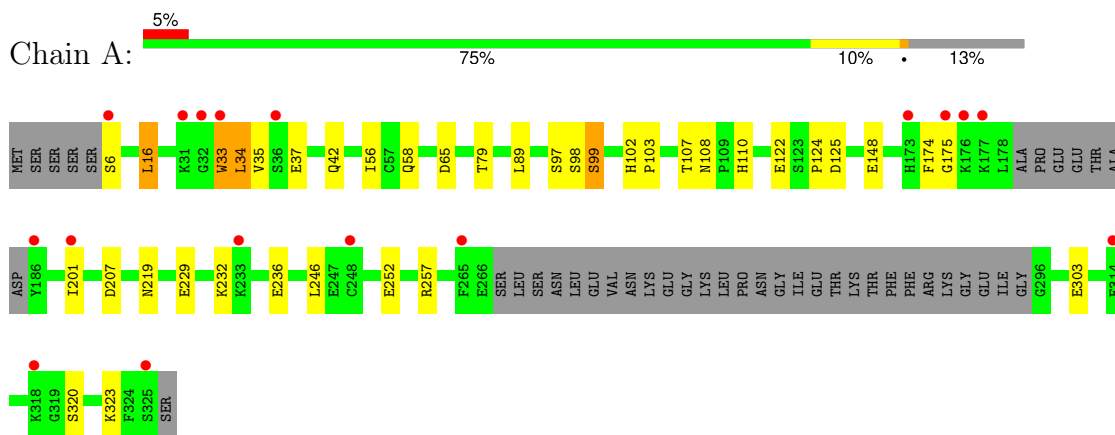 5%
Chain A:
75% 10% • 13%
MET SER SER SER SER S6 L16 K31 G32 W33 L34 V35 S36 E37 Q42 I56 C57 Q58 D65 T79 L89 S97 S98 S99 H102 P103 T107 N108 P109 H110 E122 S123 P124 D125 E148 H173 F174 G175 K176 K177 L178 ALA PRO GLU GLU THR ALA
ASP Y186 I201 D207 N219 E229 K232 K233 E236 L246 E247 C248 E252 R257 F265 E266 SER LEU SER ASN LEU GLU VAL ASN LYS GLU GLY LYS LEU PRO ASN GLY ILE GLU THR LYS THR PHE PHE ARG LYS GLY GLU ILE GLY G296 E303
K318 G319 S320 K323 F324 S325 SER